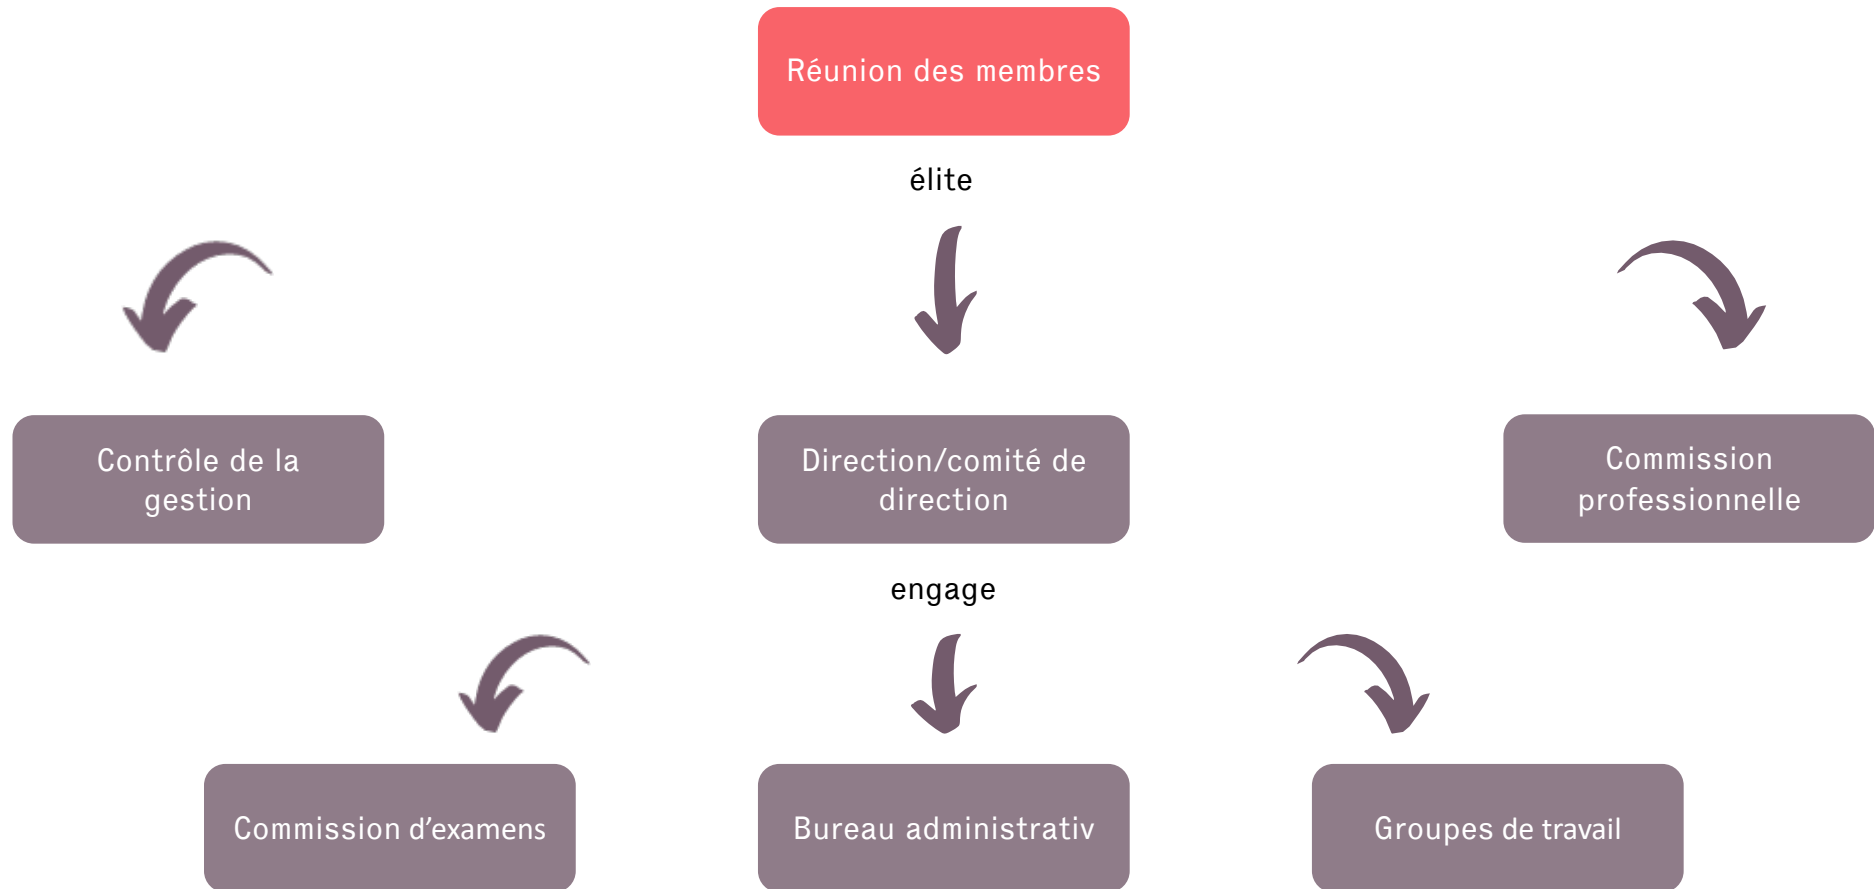 Réunion des membres
élite
Contrôle de la
gestion
Direction/comité de
direction
Commission
professionnelle
engage
Commission d'examens
Bureau administrativ
Groupes de travail